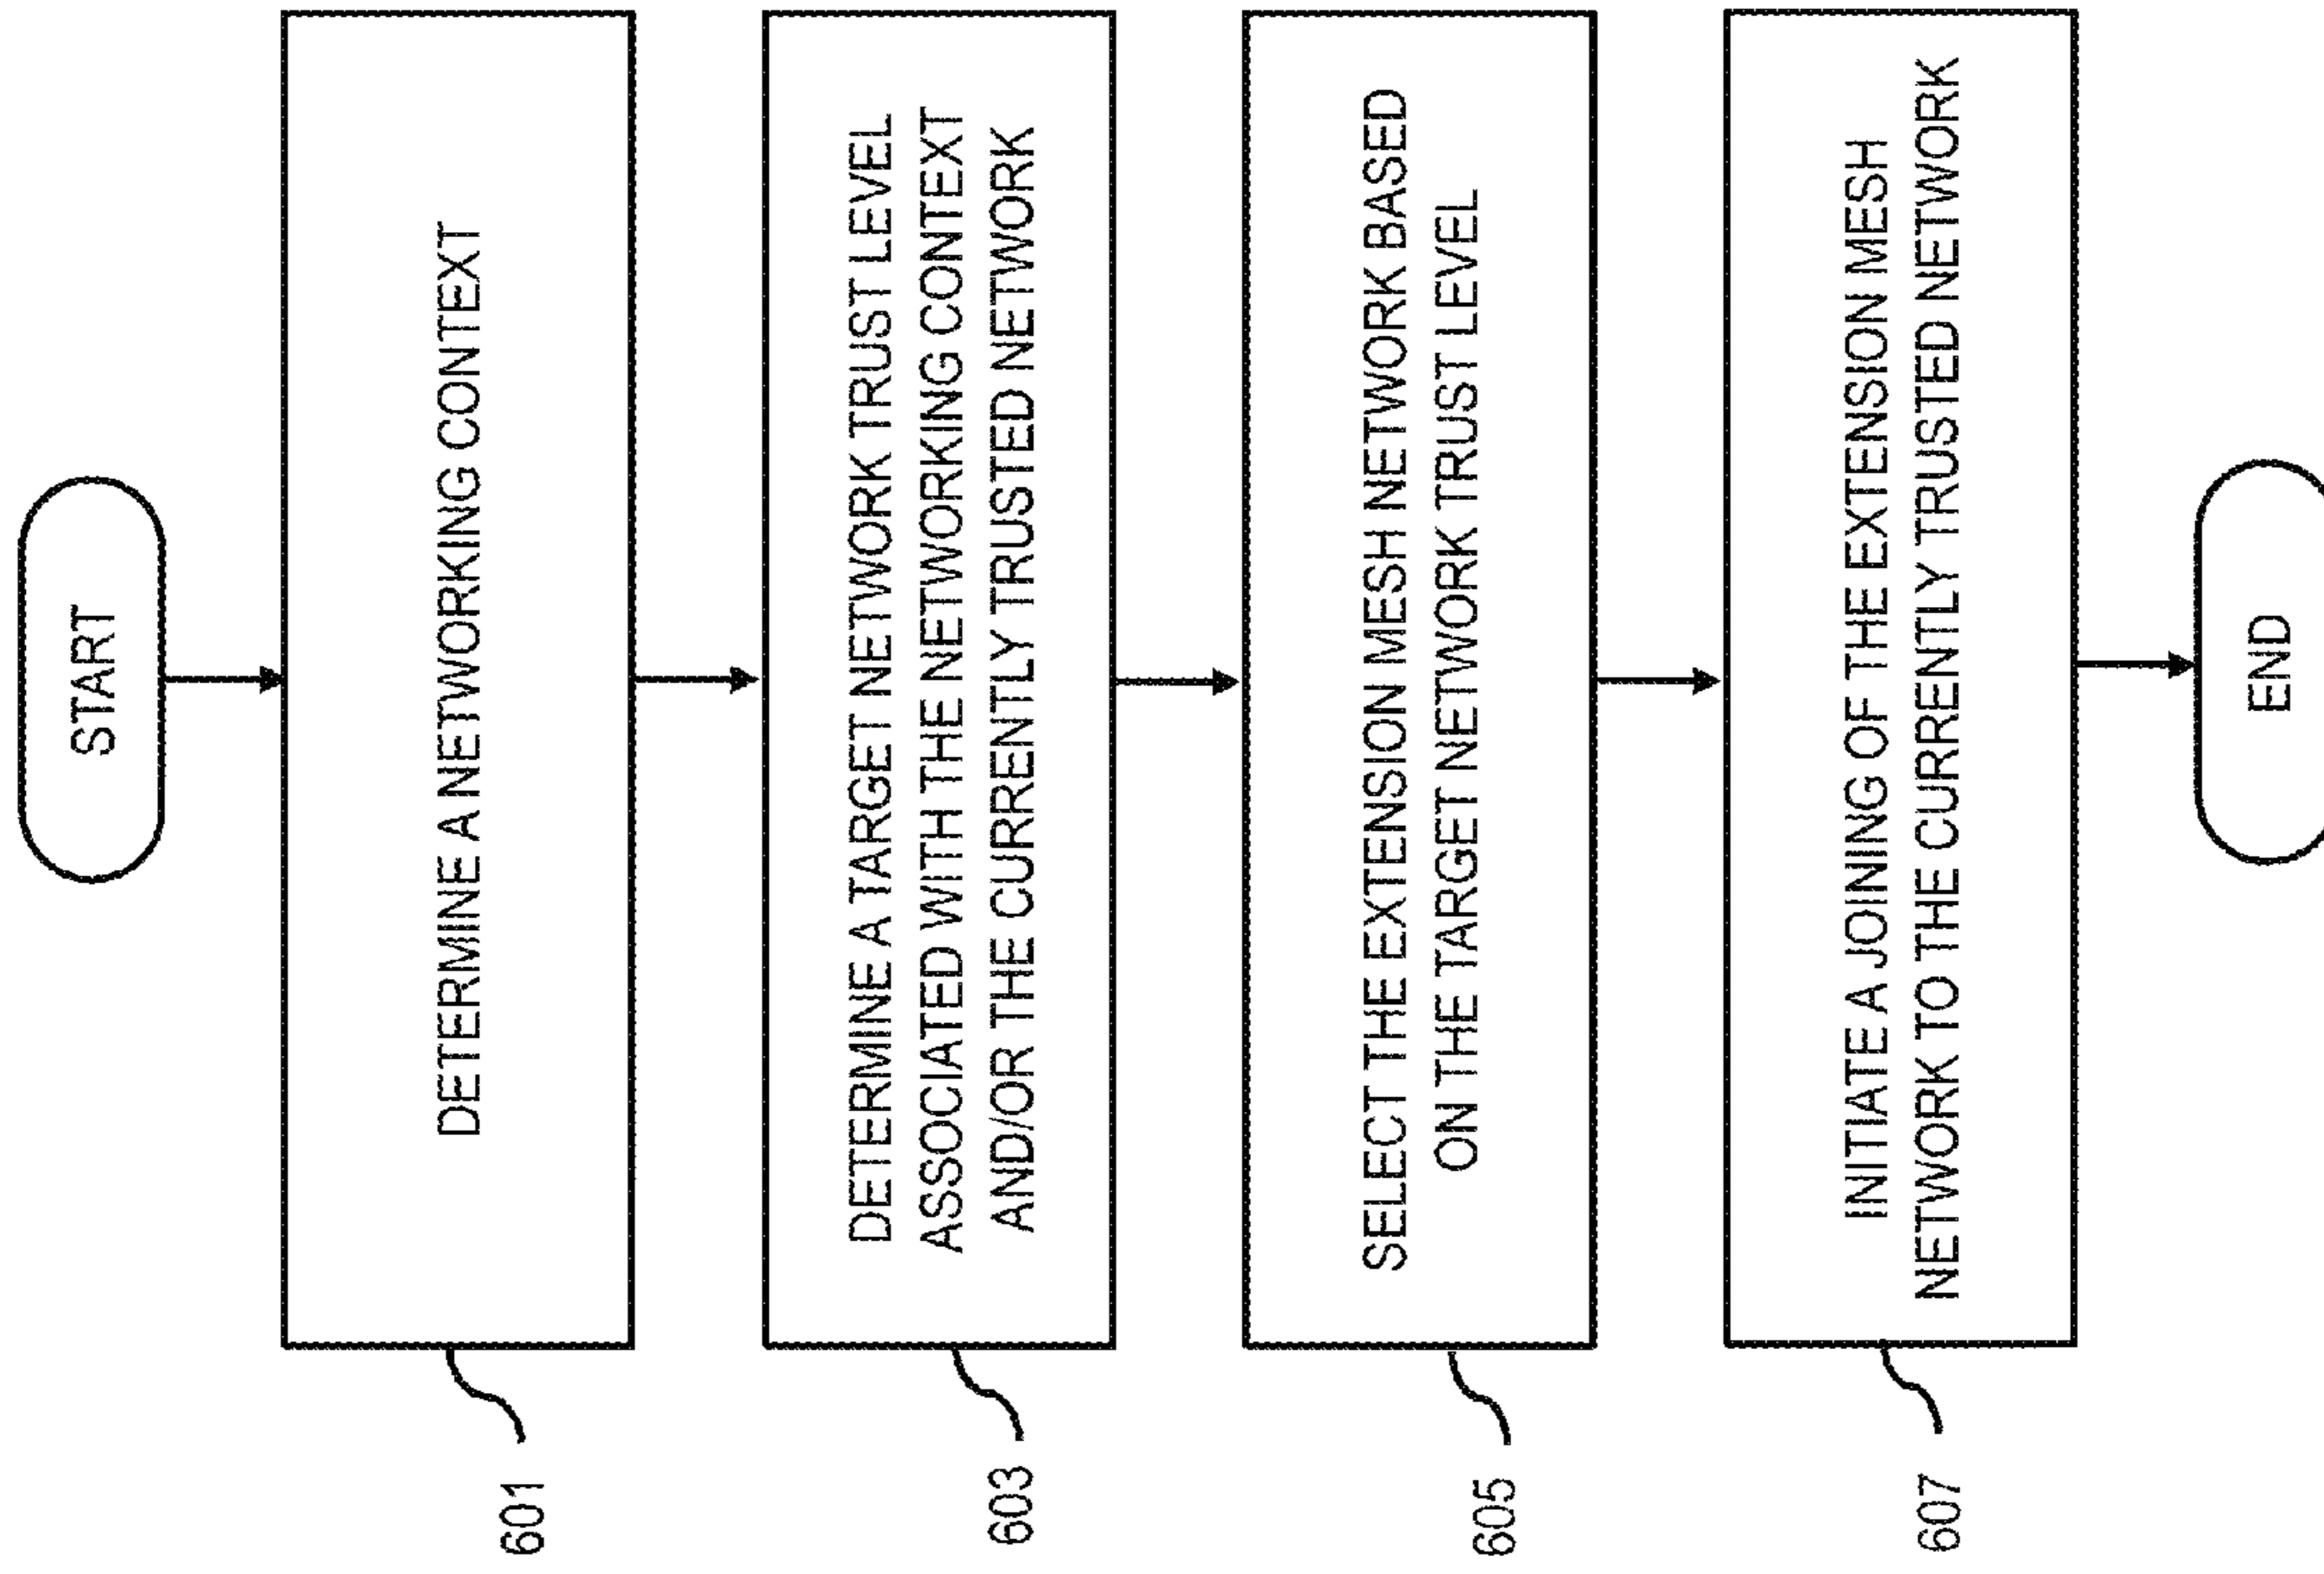 START
DETERMINE A NETWORKING CONTEXT
601
DETERMINE A TARGET NETWORK TRUST LEVEL
ASSOCIATED WITH THE NETWORKING CONTEXT
AND/OR THE CURRENTLY TRUSTED NETWORK
603
SELECT THE EXTENSION MESH NETWORK BASED
ON THE TARGET NETWORK TRUST LEVEL
605
INITIATE A JOINING OF THE EXTENSION MESH
NETWORK TO THE CURRENTLY TRUSTED NETWORK
607
END